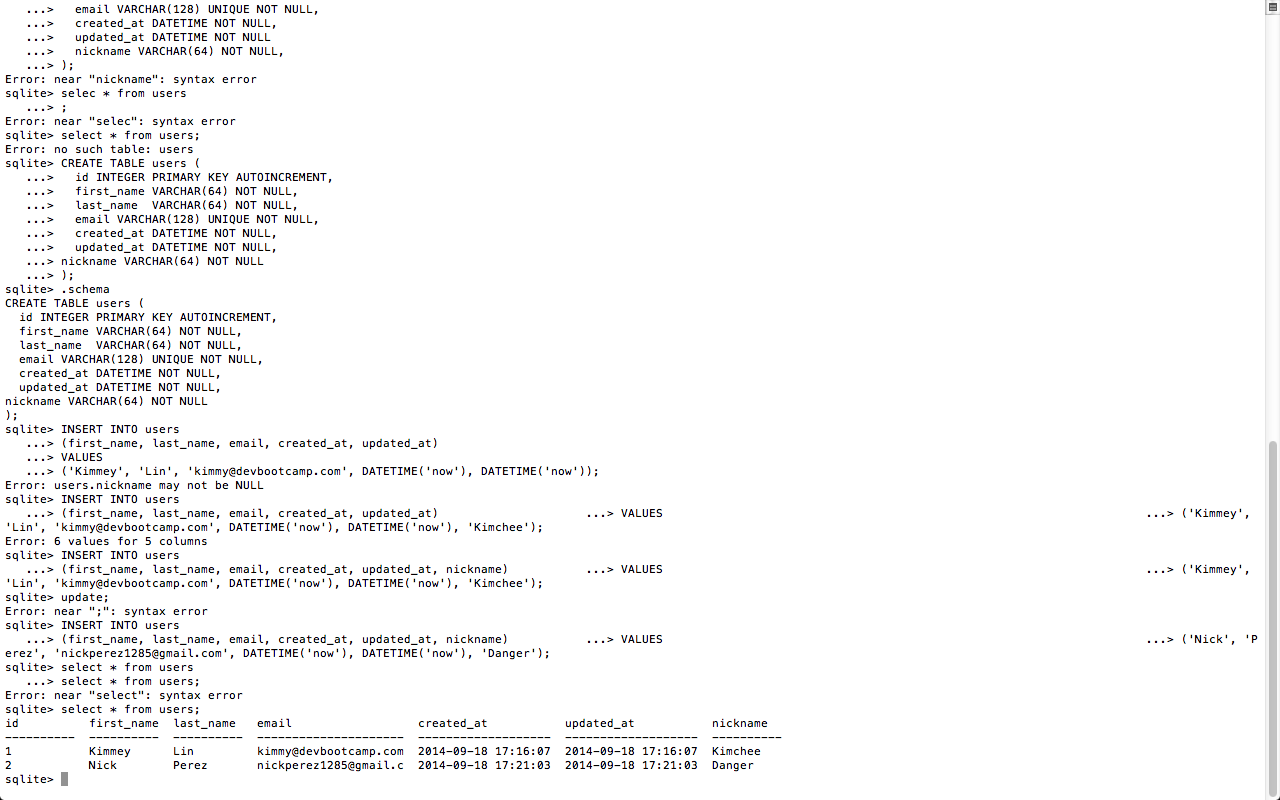 ...>   email VARCHAR(128) UNIQUE NOT NULL,
   ...>   created_at DATETIME NOT NULL,
   ...>   updated_at DATETIME NOT NULL
   ...>   nickname VARCHAR(64) NOT NULL,
   ...> );
Error: near "nickname": syntax error
sqlite> selec * from users
   ...> ;
Error: near "selec": syntax error
sqlite> select * from users;
Error: no such table: users
sqlite> CREATE TABLE users (
   ...>   id INTEGER PRIMARY KEY AUTOINCREMENT,
   ...>   first_name VARCHAR(64) NOT NULL,
   ...>   last_name  VARCHAR(64) NOT NULL,
   ...>   email VARCHAR(128) UNIQUE NOT NULL,
   ...>   created_at DATETIME NOT NULL,
   ...>   updated_at DATETIME NOT NULL,
   ...> nickname VARCHAR(64) NOT NULL
   ...> );
sqlite> .schema
CREATE TABLE users (
  id INTEGER PRIMARY KEY AUTOINCREMENT,
  first_name VARCHAR(64) NOT NULL,
  last_name  VARCHAR(64) NOT NULL,
  email VARCHAR(128) UNIQUE NOT NULL,
  created_at DATETIME NOT NULL,
  updated_at DATETIME NOT NULL,
nickname VARCHAR(64) NOT NULL
);
sqlite> INSERT INTO users
   ...> (first_name, last_name, email, created_at, updated_at)
   ...> VALUES
   ...> ('Kimmey', 'Lin', 'kimmy@devbootcamp.com', DATETIME('now'), DATETIME('now'));
Error: users.nickname may not be NULL
sqlite> INSERT INTO users
   ...> (first_name, last_name, email, created_at, updated_at)                     ...> VALUES                                                                     ...> ('Kimmey',
'Lin', 'kimmy@devbootcamp.com', DATETIME('now'), DATETIME('now'), 'Kimchee');
Error: 6 values for 5 columns
sqlite> INSERT INTO users
   ...> (first_name, last_name, email, created_at, updated_at, nickname)           ...> VALUES                                                                     ...> ('Kimmey',
'Lin', 'kimmy@devbootcamp.com', DATETIME('now'), DATETIME('now'), 'Kimchee');
sqlite> update;
Error: near ";": syntax error
sqlite> INSERT INTO users
   ...> (first_name, last_name, email, created_at, updated_at, nickname)           ...> VALUES                                                                     ...> ('Nick', 'P
erez', 'nickperez1285@gmail.com', DATETIME('now'), DATETIME('now'), 'Danger');
sqlite> select * from users
   ...> select * from users;
Error: near "select": syntax error
sqlite> select * from users;
id          first_name  last_name   email                  created_at           updated_at           nickname
----------  ----------  ----------  ---------------------  -------------------  -------------------  ----------
1           Kimmey      Lin         kimmy@devbootcamp.com  2014-09-18 17:16:07  2014-09-18 17:16:07  Kimchee
2           Nick        Perez       nickperez1285@gmail.c  2014-09-18 17:21:03  2014-09-18 17:21:03  Danger
sqlite>